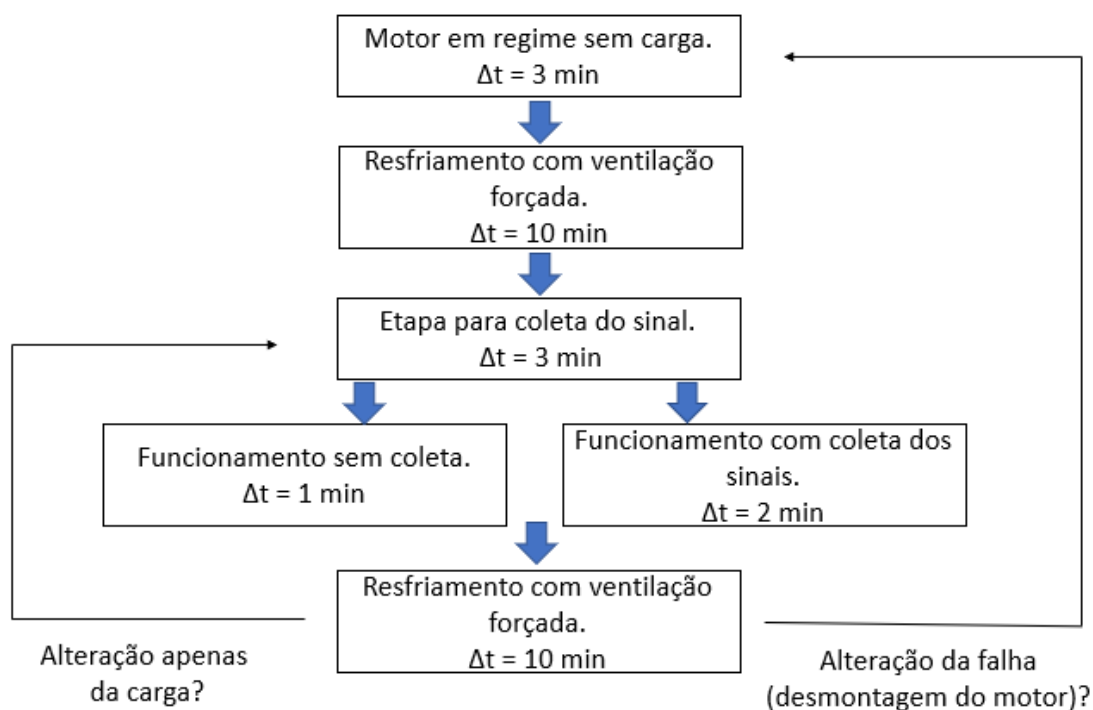 Motor em regime sem carga.
Δt = 3 min
Resfriamento com ventilação
forçada.
Δt = 10 min
Etapa para coleta do sinal.
Δt = 3 min
Funcionamento sem coleta.
Δt = 1 min
Funcionamento com coleta dos
sinais.
Δt = 2 min
Resfriamento com ventilação
forçada.
Δt = 10 min
Alteração apenas
da carga?
Alteração da falha
(desmontagem do motor)?